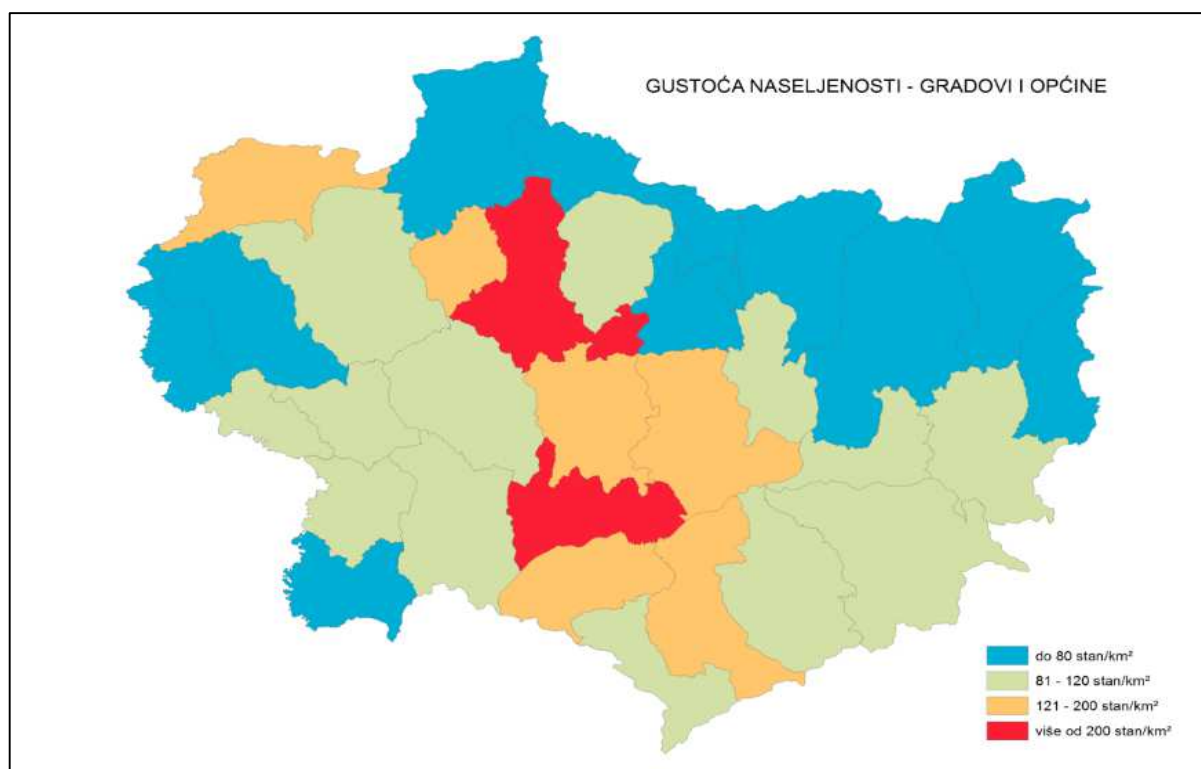 GUSTOĆA NASELJENOSTI - GRADOVI I OPĆINE
do 80 stan/km²
81 - 120 stan/km²
121 - 200 stan/km²
više od 200 stan/km²